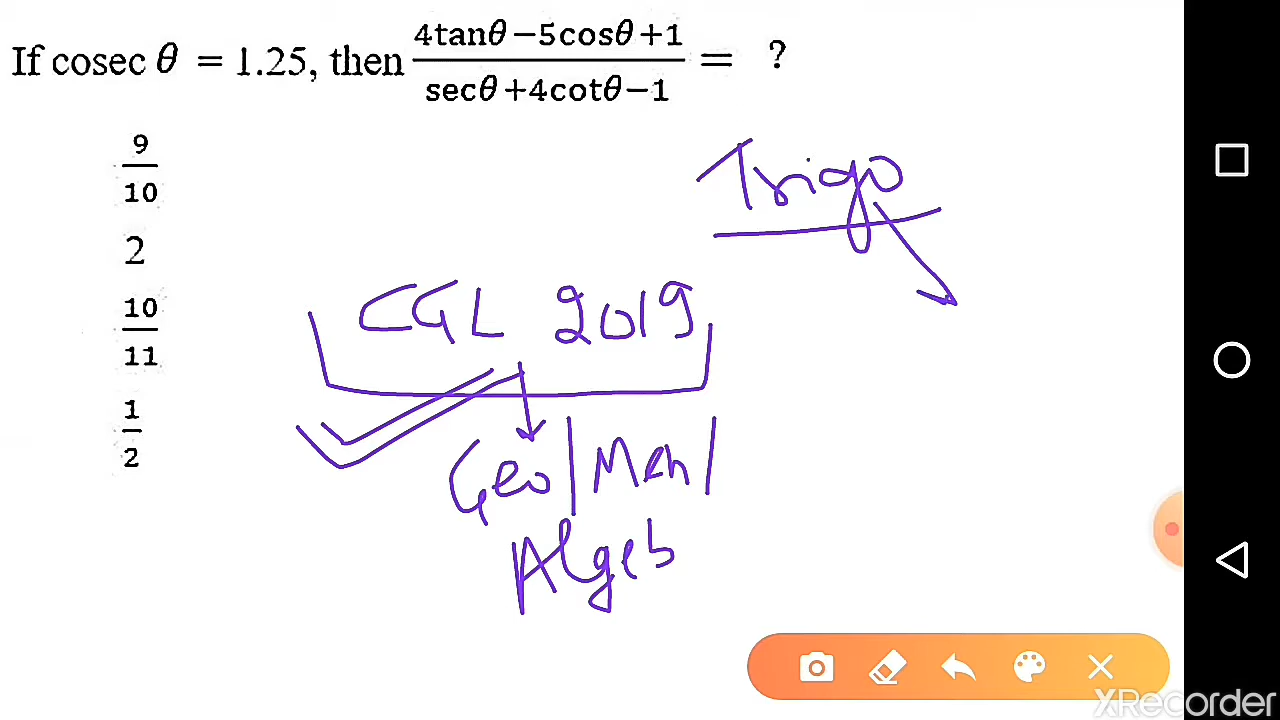 If cosec θ = 1.25, then (4tanθ−5cosθ+1)/(secθ+4cotθ−1) = ?
9/10
2
10/11
1/2
Trigo
CGL 2019
Geo | Men |
Algeb
XRecorder